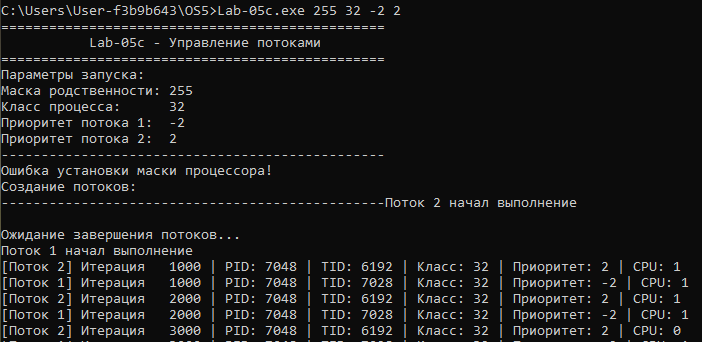 C:\Users\User-f3b9b643\OS5>Lab-05c.exe 255 32 -2 2
================================================
Lab-05c - Управление потоками
================================================
Параметры запуска:
Маска родственности: 255
Класс процесса: 32
Приоритет потока 1: -2
Приоритет потока 2: 2
------------------------------------------------
Ошибка установки маски процессора!
Создание потоков:
------------------------------------------------Поток 2 начал выполнение
Ожидание завершения потоков...
Поток 1 начал выполнение
[Поток 2] Итерация 1000 | PID: 7048 | TID: 6192 | Класс: 32 | Приоритет: 2 | CPU: 1
[Поток 1] Итерация 1000 | PID: 7048 | TID: 7028 | Класс: 32 | Приоритет: -2 | CPU: 1
[Поток 2] Итерация 2000 | PID: 7048 | TID: 6192 | Класс: 32 | Приоритет: 2 | CPU: 1
[Поток 1] Итерация 2000 | PID: 7048 | TID: 7028 | Класс: 32 | Приоритет: -2 | CPU: 1
[Поток 2] Итерация 3000 | PID: 7048 | TID: 6192 | Класс: 32 | Приоритет: 2 | CPU: 0